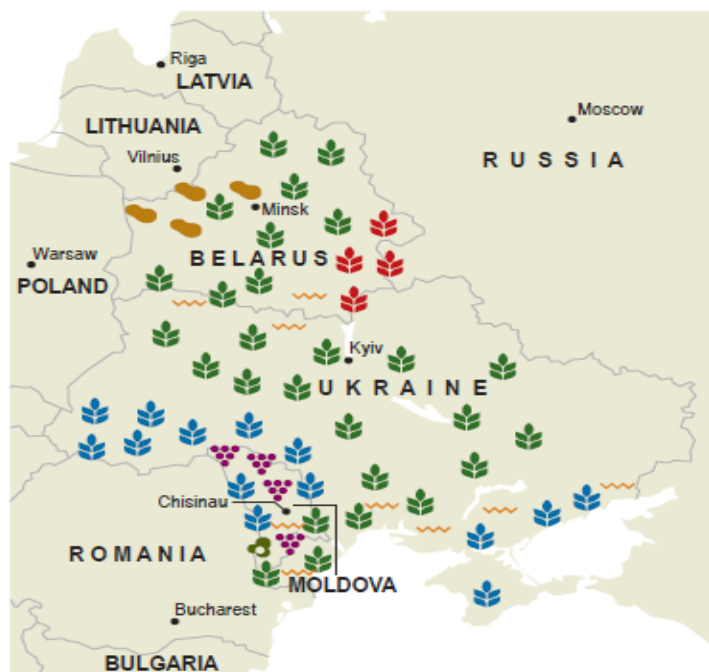 Riga
LATVIA
Moscow
LITHUANIA
Vilnius
RUSSIA
Minsk
BELARUS
Warsaw
POLAND
Kyiv
UKRAINE
Chisinau
ROMANIA
MOLDOVA
Bucharest
BULGARIA